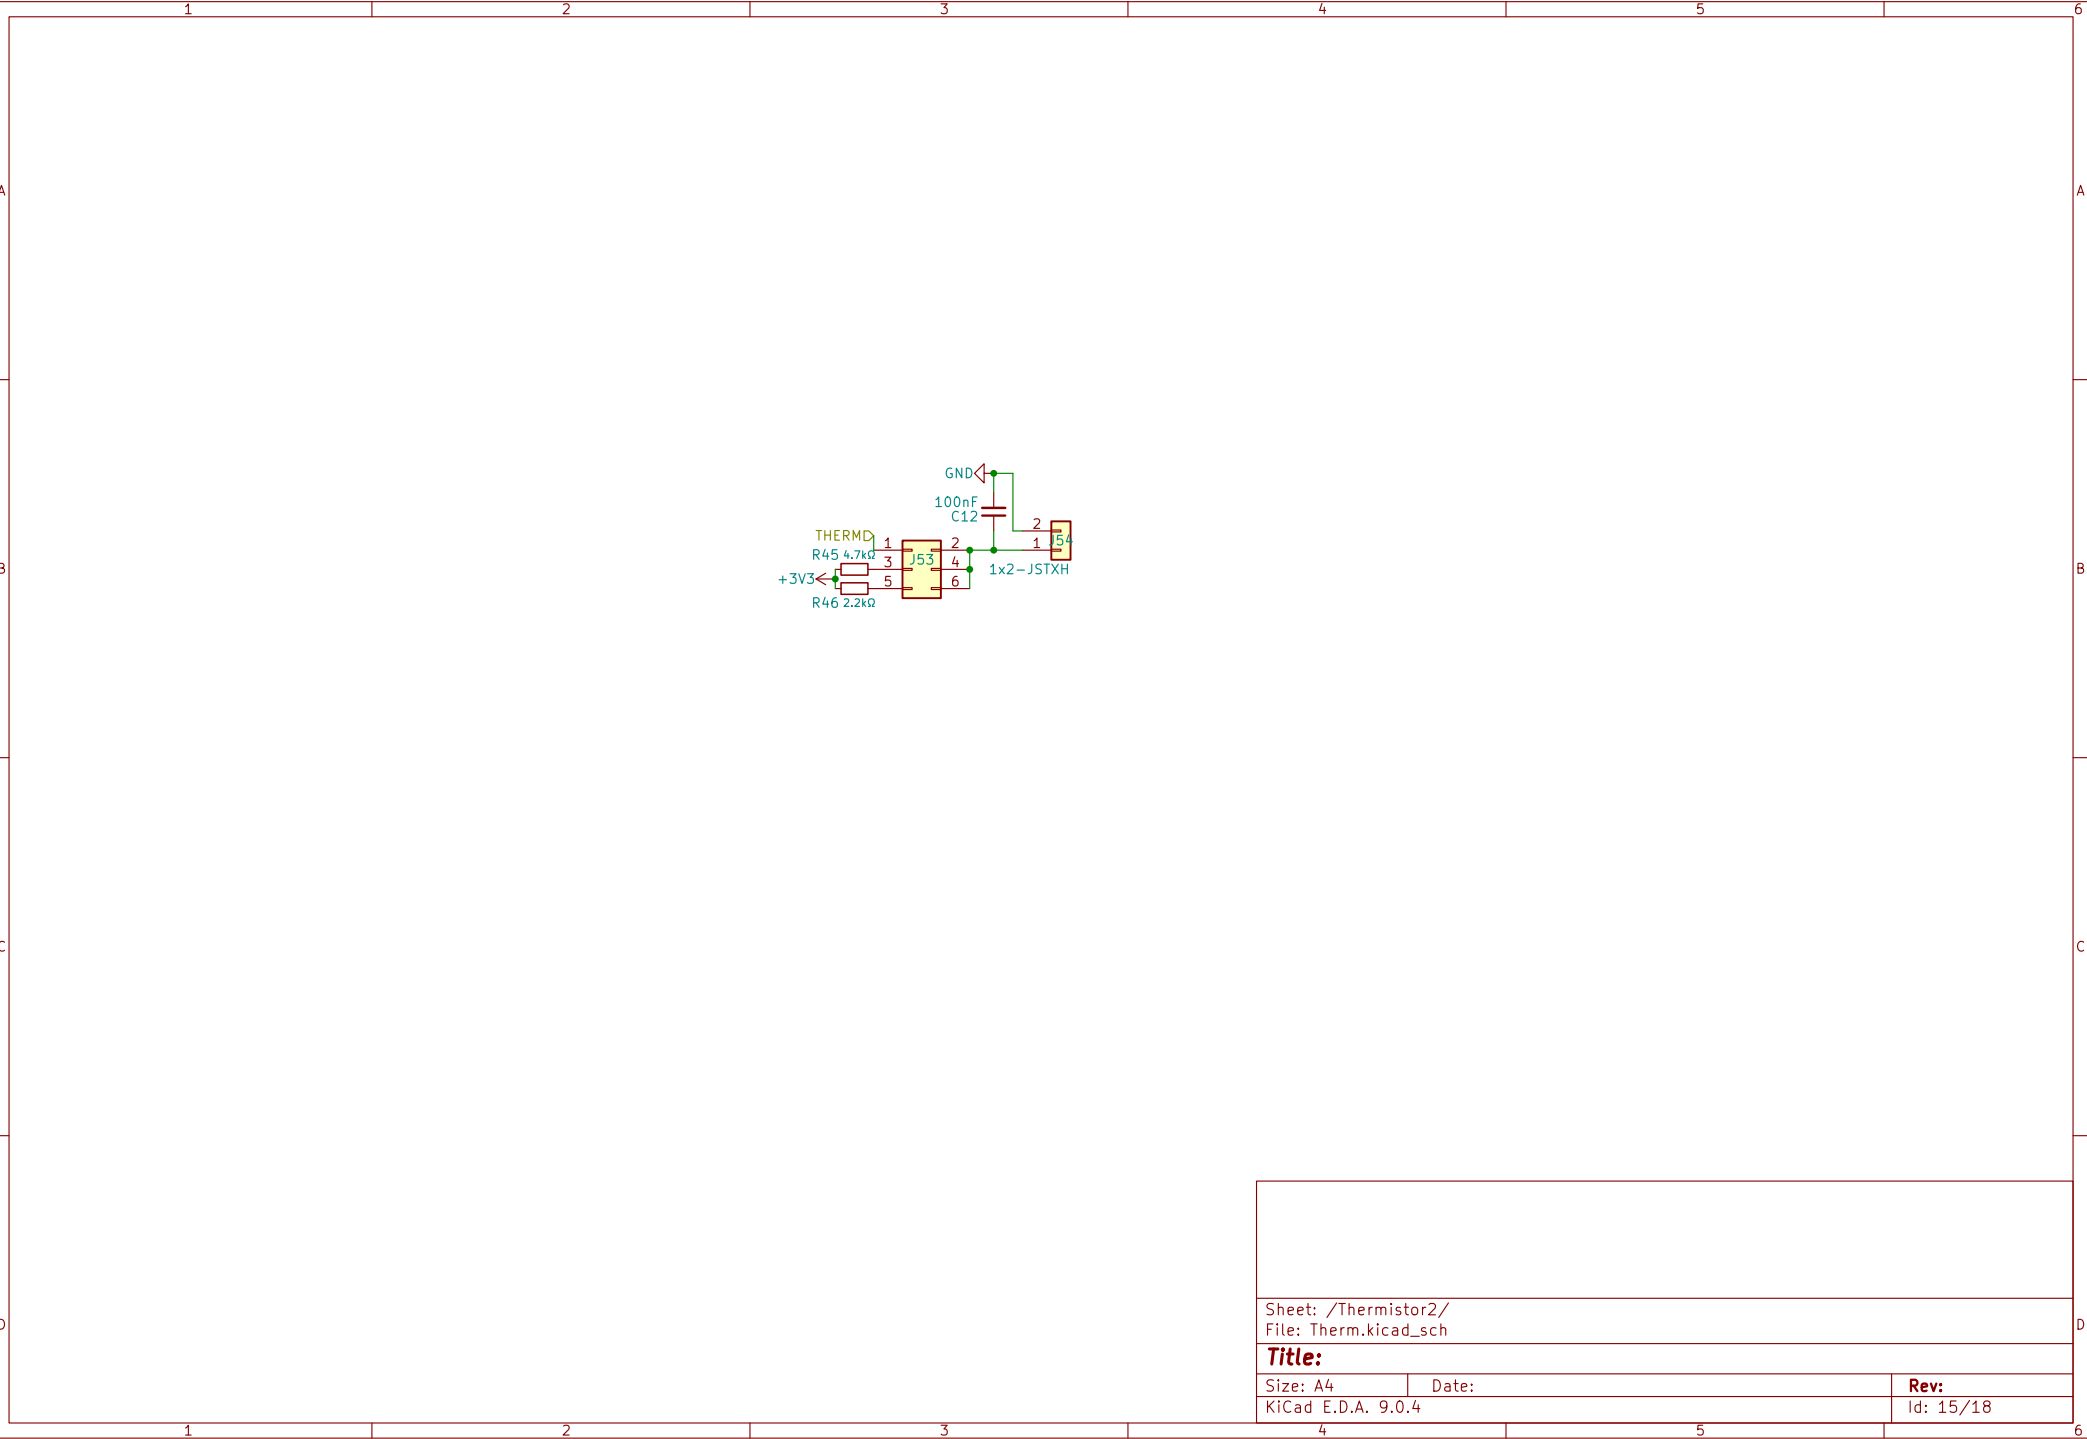 1 2 3 4 5 6
A A
GND
100nF
C12
THERM
2
J54
1
1 2
R45 4.7kΩ
J53
3 4
1x2-JSTXH
B B
+3V3
5 6
R46 2.2kΩ
C C
Sheet: /Thermistor2/
File: Therm.kicad_sch
D D
Title:
Size: A4 Date: Rev:
KiCad E.D.A. 9.0.4 Id: 15/18
1 2 3 4 5 6